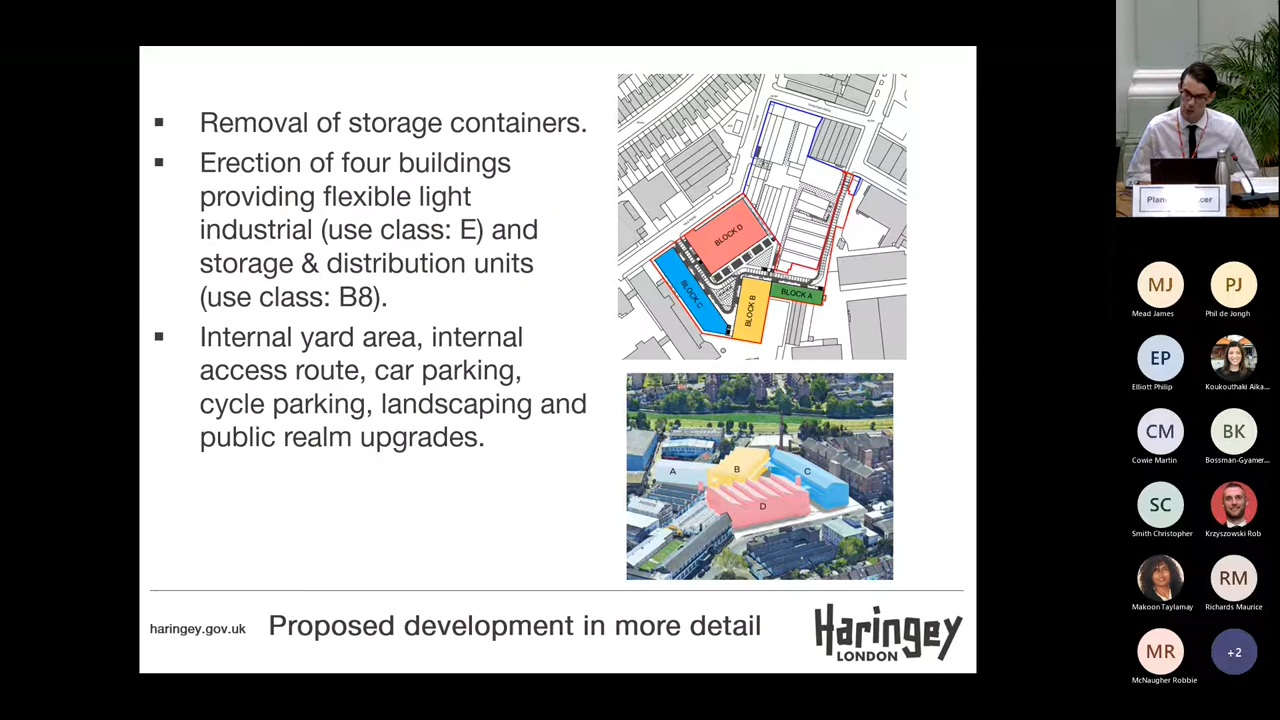 Removal of storage containers.
Erection of four buildings
providing flexible light
industrial (use class: E) and
storage & distribution units
(use class: B8).
Internal yard area, internal
access route, car parking,
cycle parking, landscaping and
public realm upgrades.
BLOCK D
BLOCK C
BLOCK B
BLOCK A
A
B
C
D
haringey.gov.uk
Proposed development in more detail
Haringey
LONDON
MJ
Mead James
PJ
Phil de Jongh
EP
Elliott Philip
Koukouthaki Aika...
CM
Cowie Martin
BK
Bossman-Gyamer...
SC
Smith Christopher
Krzyszowski Rob
Makoon Taylamay
RM
Richards Maurice
MR
McNaugher Robbie
+2